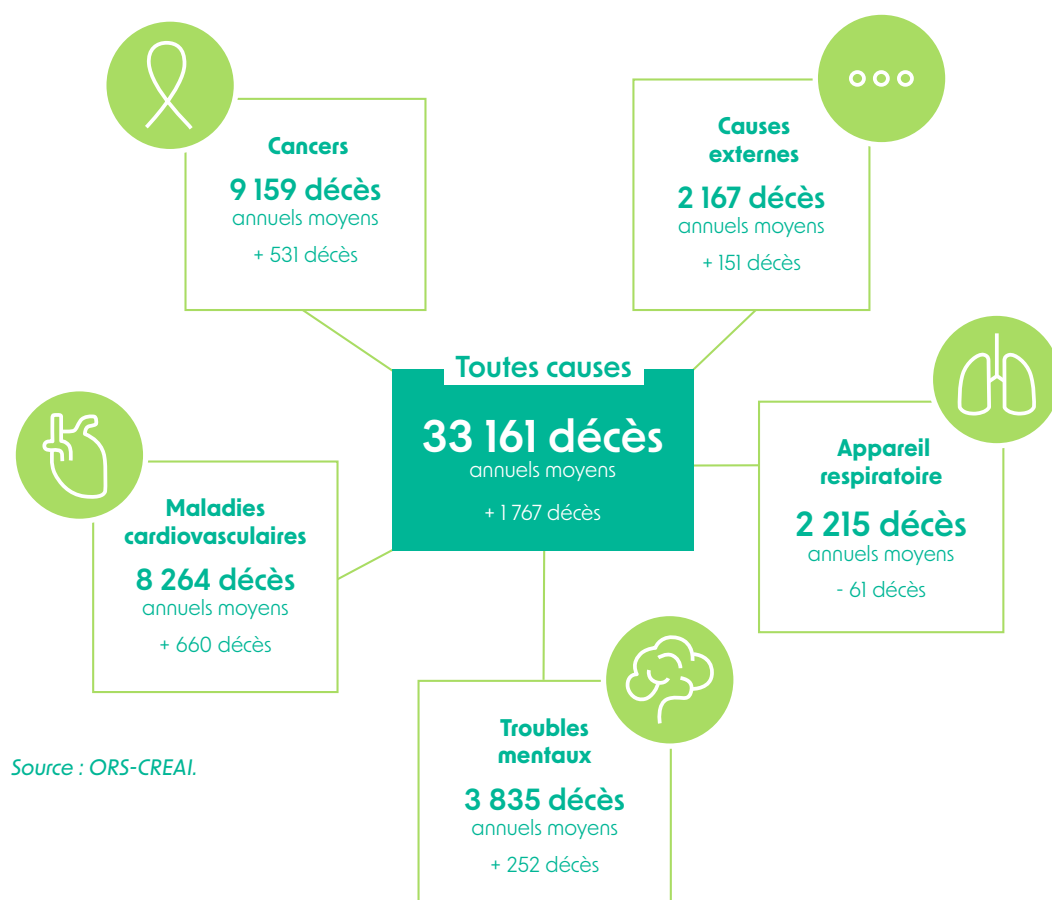 Cancers
9 159 décès
annuels moyens
+ 531 décès
Causes
externes
2 167 décès
annuels moyens
+ 151 décès
Toutes causes
33 161 décès
annuels moyens
+ 1 767 décès
Appareil
respiratoire
2 215 décès
annuels moyens
- 61 décès
Maladies
cardiovasculaires
8 264 décès
annuels moyens
+ 660 décès
Troubles
mentaux
3 835 décès
annuels moyens
+ 252 décès
Source : ORS-CREAI.